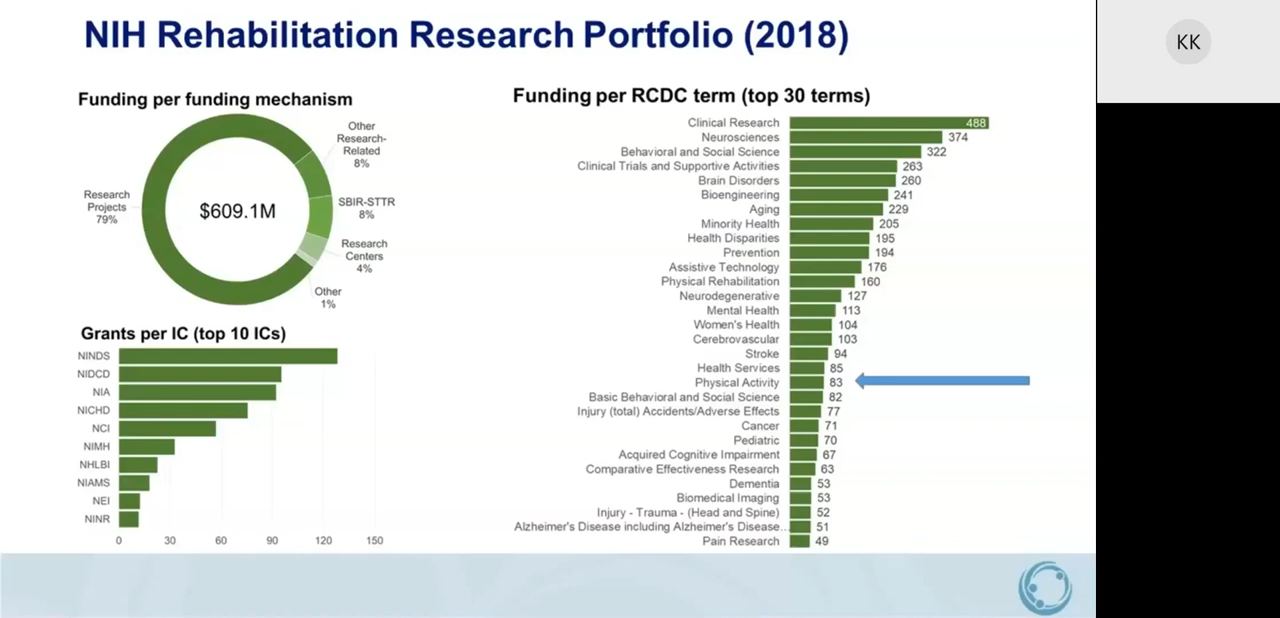 NIH Rehabilitation Research Portfolio (2018)
KK
Funding per funding mechanism
Other
Research-
Related
8%
Research
Projects
79%
$609.1M
SBIR-STTR
8%
Research
Centers
4%
Other
1%
Grants per IC (top 10 ICs)
NINDS
NIDCD
NIA
NICHD
NCI
NIMH
NHLBI
NIAMS
NEI
NINR
0 30 60 90 120 150
Funding per RCDC term (top 30 terms)
Clinical Research 488
Neurosciences 374
Behavioral and Social Science 322
Clinical Trials and Supportive Activities 263
Brain Disorders 260
Bioengineering 241
Aging 229
Minority Health 205
Health Disparities 195
Prevention 194
Assistive Technology 176
Physical Rehabilitation 160
Neurodegenerative 127
Mental Health 113
Women's Health 104
Cerebrovascular 103
Stroke 94
Health Services 85
Physical Activity 83
Basic Behavioral and Social Science 82
Injury (total) Accidents/Adverse Effects 77
Cancer 71
Pediatric 70
Acquired Cognitive Impairment 67
Comparative Effectiveness Research 63
Dementia 53
Biomedical Imaging 53
Injury - Trauma - (Head and Spine) 52
Alzheimer's Disease including Alzheimer's Disease... 51
Pain Research 49